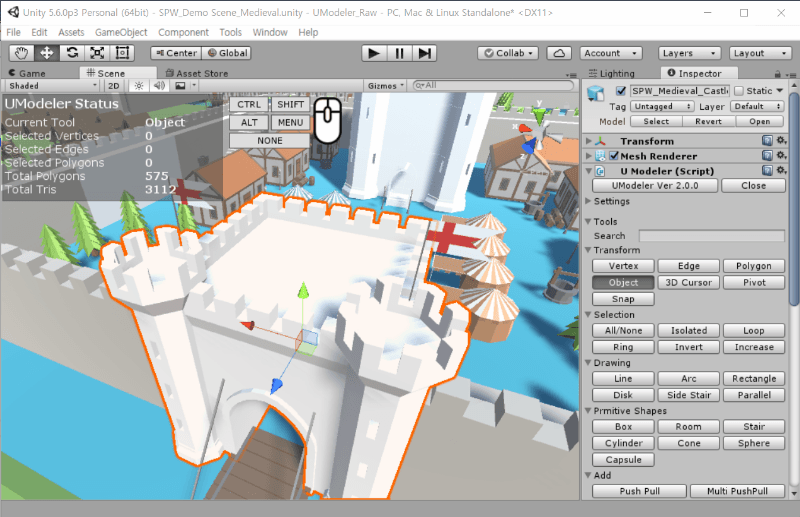 Unity 5.6.0p3 Personal (64bit) - SPW_Demo Scene_Medieval.unity - UModeler_Raw - PC, Mac & Linux Standalone* <DX11>
File Edit Assets GameObject Component Tools Window Help
Center Global Collab Account Layers Layout
Game Scene Asset Store
Shaded 2D Gizmos All
UModeler Status
Current Tool Object
Selected Vertices 0
Selected Edges 0
Selected Polygons 0
Total Polygons 575
Total Tris 3112
CTRL SHIFT
ALT MENU
NONE
y
x
z
Lighting Inspector
SPW_Medieval_Castl Static
Tag Untagged Layer Default
Model Select Revert Open
Transform
Mesh Renderer
U Modeler (Script)
UModeler Ver 2.0.0 Close
Settings
Tools
Search
Transform
Vertex Edge Polygon
Object 3D Cursor Pivot
Snap
Selection
All/None Isolated Loop
Ring Invert Increase
Drawing
Line Arc Rectangle
Disk Side Stair Parallel
Prmitive Shapes
Box Room Stair
Cylinder Cone Sphere
Capsule
Add
Push Pull Multi PushPull